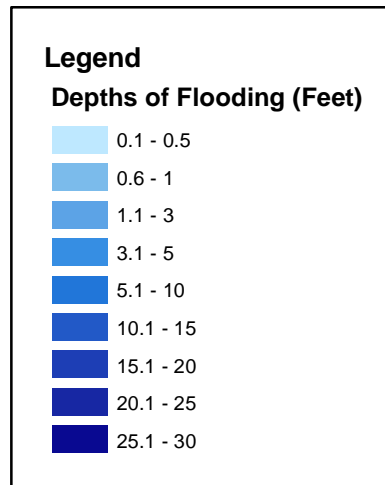 Legend
Depths of Flooding (Feet)
0.1 - 0.5
0.6 - 1
1.1 - 3
3.1 - 5
5.1 - 10
10.1 - 15
15.1 - 20
20.1 - 25
25.1 - 30